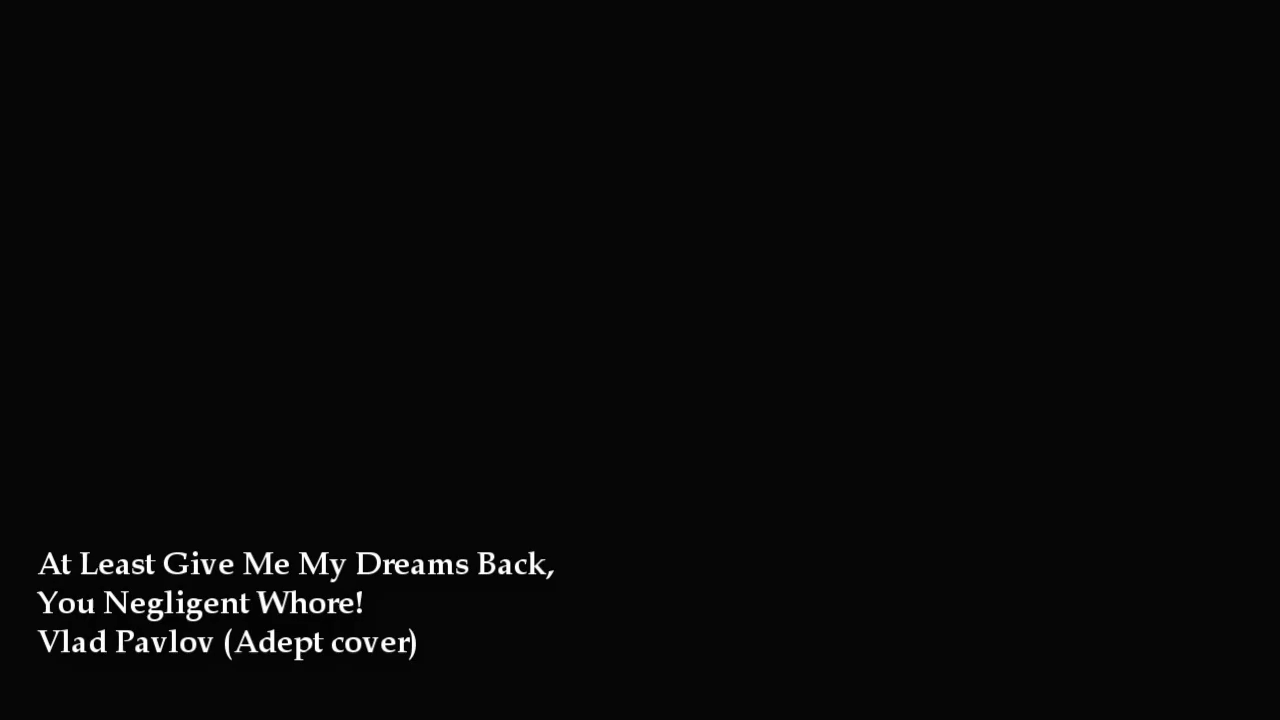 At Least Give Me My Dreams Back,
You Negligent Whore!
Vlad Pavlov (Adept cover)